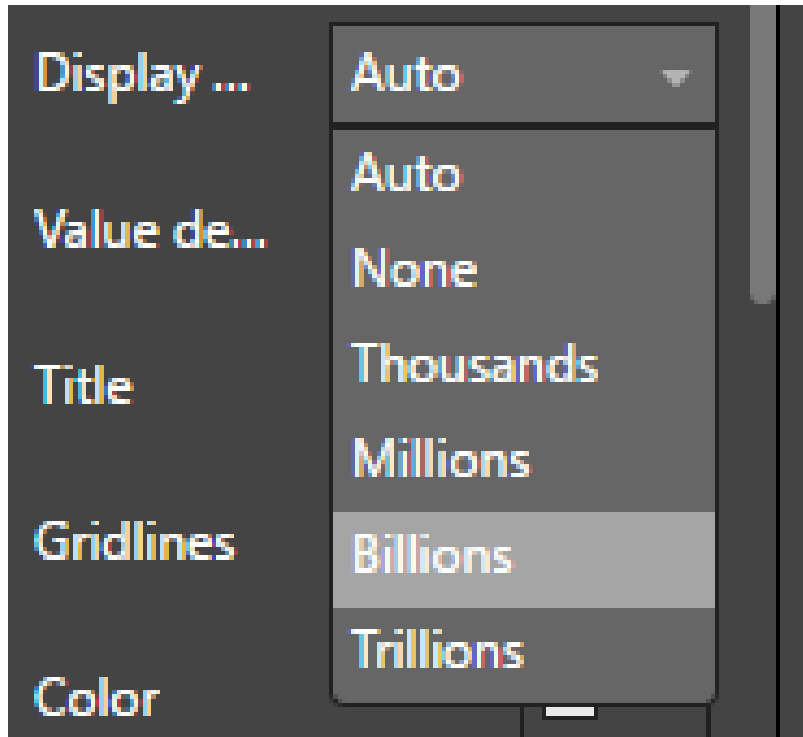 Display ... Auto
Auto
Value de...
None
Thousands
Title
Millions
Gridlines
Billions
Trillions
Color